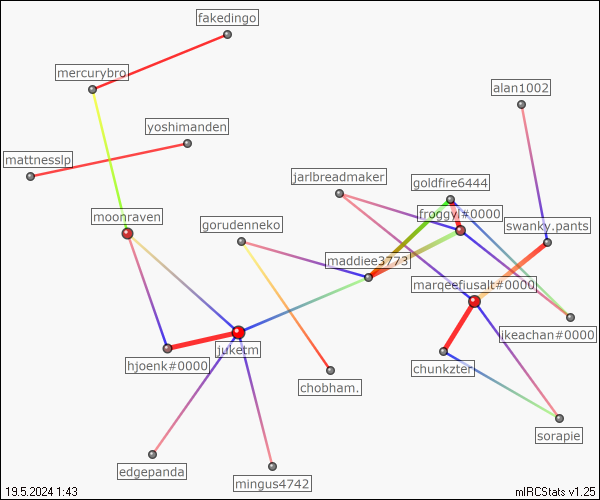 fakedingo
mercurybro
alan1002
yoshimanden
mattnesslp
jarlbreadmaker
goldfire6444
froggyl#0000
moonraven
gorudenneko
swanky.pants
maddiee3773
marqeefiusalt#0000
ikeachan#0000
juketm
hjoenk#0000
chunkzter
chobham.
sorapie
edgepanda
mingus4742
19.5.2024 1:43
mIRCStats v1.25